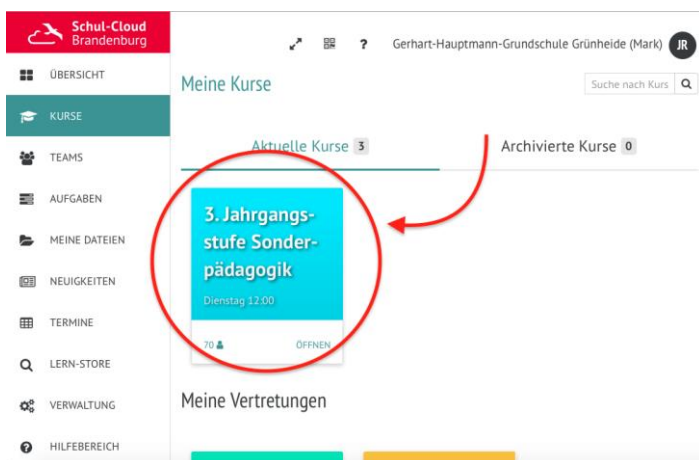 Schul-Cloud
Brandenburg
? Gerhart-Hauptmann-Grundschule Grünheide (Mark) JR
ÜBERSICHT
KURSE
TEAMS
AUFGABEN
MEINE DATEIEN
NEUIGKEITEN
TERMINE
LERN-STORE
VERWALTUNG
HILFEBEREICH
Meine Kurse
Suche nach Kurs
Aktuelle Kurse 3
Archivierte Kurse 0
3. Jahrgangs-
stufe Sonder-
pädagogik
Dienstag 12:00
70
ÖFFNEN
Meine Vertretungen